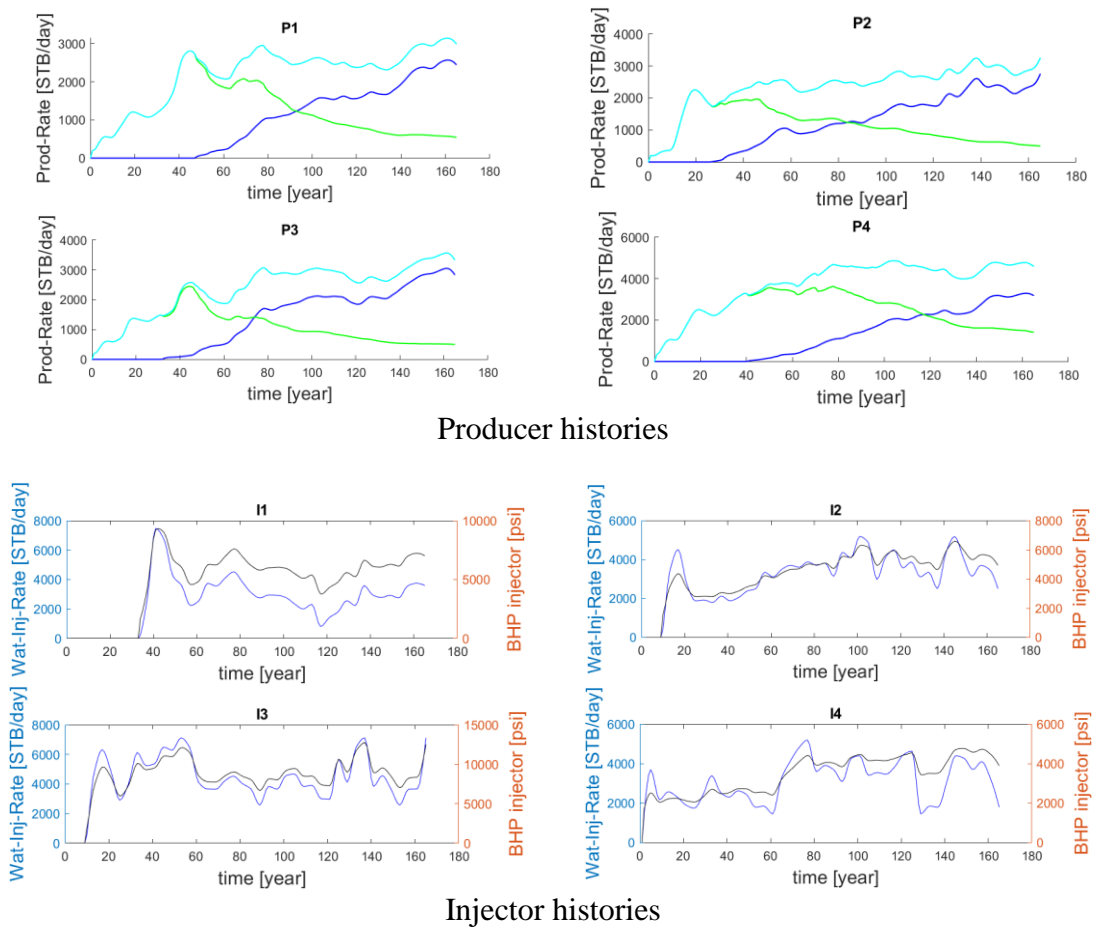 P1
Prod-Rate [STB/day]
3000
2000
1000
0
0 20 40 60 80 100 120 140 160 180
time [year]
P2
Prod-Rate [STB/day]
4000
3000
2000
1000
0
0 20 40 60 80 100 120 140 160 180
time [year]
P3
Prod-Rate [STB/day]
4000
3000
2000
1000
0
0 20 40 60 80 100 120 140 160 180
time [year]
P4
Prod-Rate [STB/day]
6000
4000
2000
0
0 20 40 60 80 100 120 140 160 180
time [year]
Producer histories
I1
Wat-Inj-Rate [STB/day]
8000
6000
4000
2000
0
0 20 40 60 80 100 120 140 160 180
time [year]
10000
5000
0
BHP injector [psi]
I2
Wat-Inj-Rate [STB/day]
6000
4000
2000
0
0 20 40 60 80 100 120 140 160 180
time [year]
8000
6000
4000
2000
0
BHP injector [psi]
I3
Wat-Inj-Rate [STB/day]
8000
6000
4000
2000
0
0 20 40 60 80 100 120 140 160 180
time [year]
15000
10000
5000
0
BHP injector [psi]
I4
Wat-Inj-Rate [STB/day]
6000
4000
2000
0
0 20 40 60 80 100 120 140 160 180
time [year]
6000
4000
2000
0
BHP injector [psi]
Injector histories